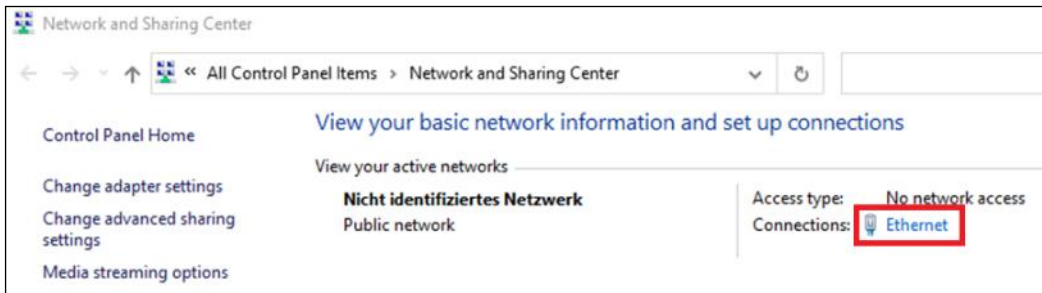 Network and Sharing Center
« All Control Panel Items > Network and Sharing Center
Control Panel Home
View your basic network information and set up connections
View your active networks
Change adapter settings
Nicht identifiziertes Netzwerk
Access type: No network access
Change advanced sharing
settings
Public network
Connections: Ethernet
Media streaming options